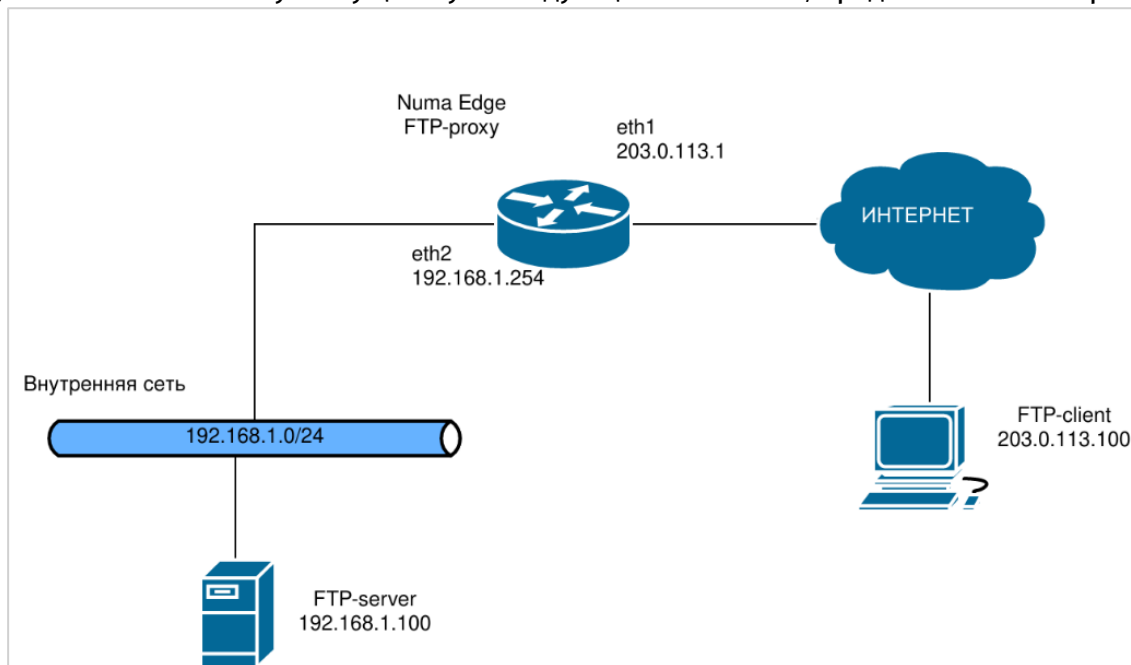 Numa Edge
FTP-proxy
eth1
203.0.113.1
ИНТЕРНЕТ
eth2
192.168.1.254
Внутренняя сеть
192.168.1.0/24
FTP-client
203.0.113.100
FTP-server
192.168.1.100